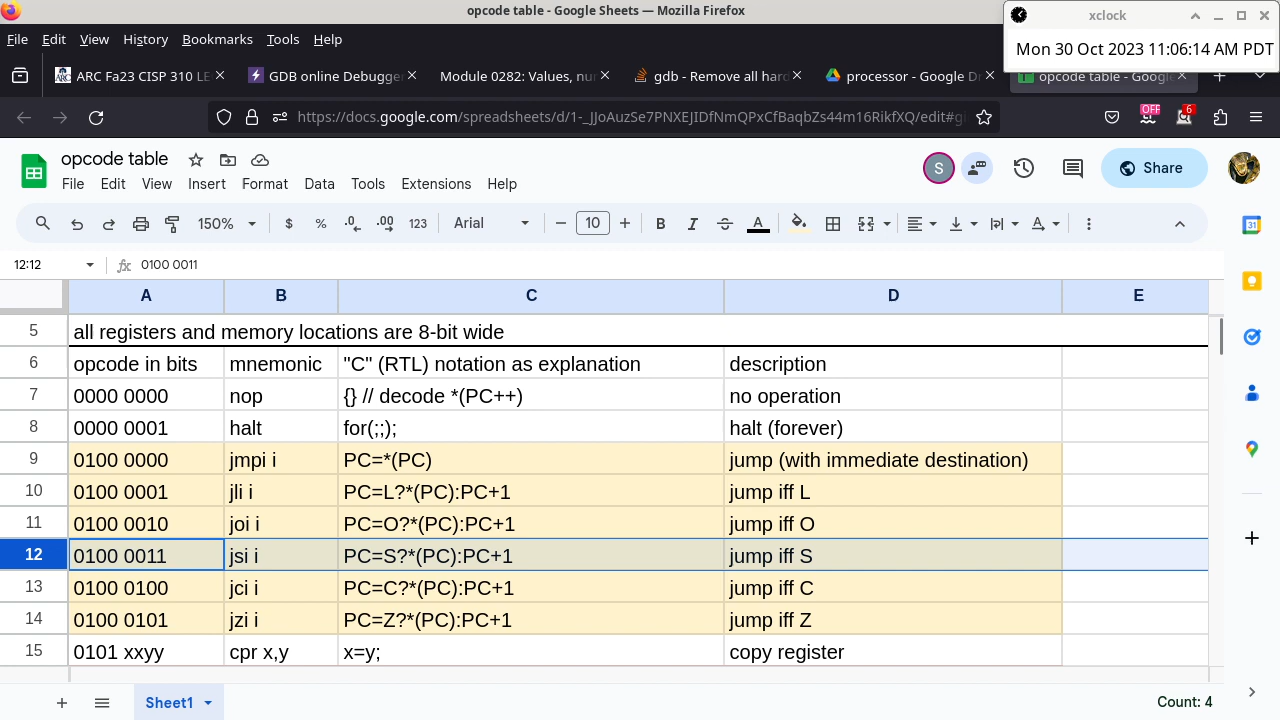 opcode table - Google Sheets — Mozilla Firefox
xclock
File Edit View History Bookmarks Tools Help
Mon 30 Oct 2023 11:06:14 AM PDT
ARC Fa23 CISP 310 LE
GDB online Debugger
Module 0282: Values, nu
gdb - Remove all hard
processor - Google Dr
opcode table - Google
https://docs.google.com/spreadsheets/d/1-_JJoAuzSe7PNXEJIDfNmQPxCfBaqbZs44m16RikfXQ/edit#gi
OFF
6
opcode table
File Edit View Insert Format Data Tools Extensions Help
S
Share
150% $ % .0 .00 123 Arial 10 B I A
31
12:12 fx 0100 0011
A B C D E
5 all registers and memory locations are 8-bit wide
6 opcode in bits mnemonic "C" (RTL) notation as explanation description
7 0000 0000 nop {} // decode *(PC++) no operation
8 0000 0001 halt for(;;); halt (forever)
9 0100 0000 jmpi i PC=*(PC) jump (with immediate destination)
10 0100 0001 jli i PC=L?*(PC):PC+1 jump iff L
11 0100 0010 joi i PC=O?*(PC):PC+1 jump iff O
12 0100 0011 jsi i PC=S?*(PC):PC+1 jump iff S
13 0100 0100 jci i PC=C?*(PC):PC+1 jump iff C
14 0100 0101 jzi i PC=Z?*(PC):PC+1 jump iff Z
15 0101 xxyy cpr x,y x=y; copy register
Sheet1
Count: 4